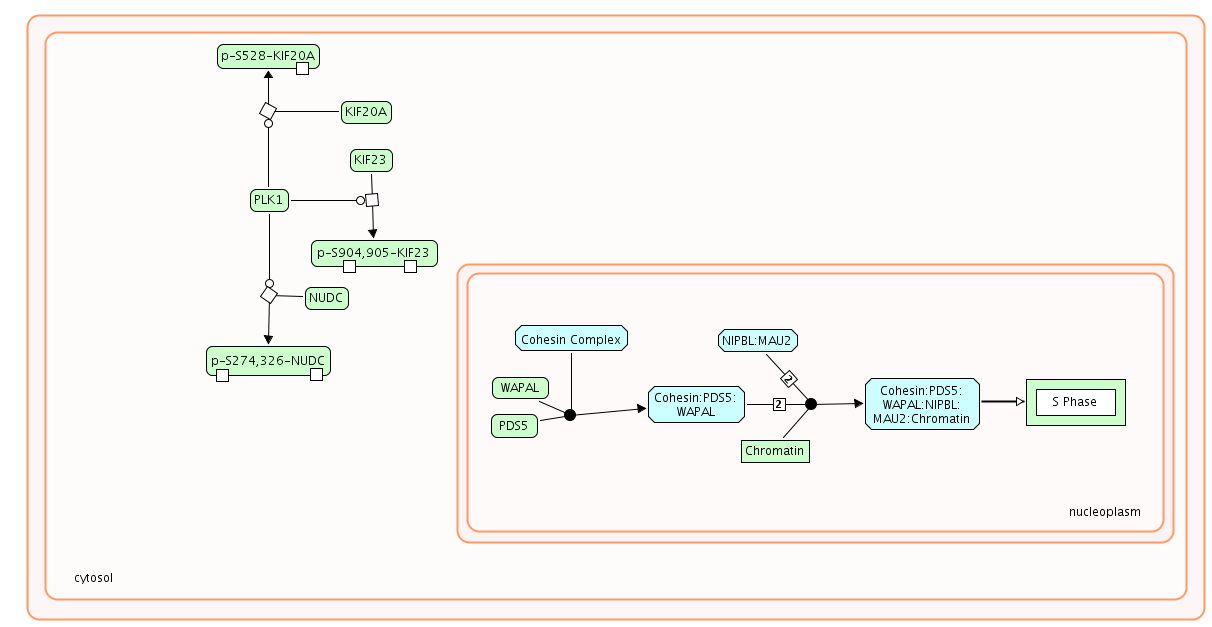 p-S528-KIF20A
KIF20A
KIF23
PLK1
p-S904,905-KIF23
NUDC
p-S274,326-NUDC
Cohesin Complex
WAPAL
PDS5
Cohesin:PDS5:
WAPAL
NIPBL:MAU2
2
2
Chromatin
Cohesin:PDS5:
WAPAL:NIPBL:
MAU2:Chromatin
S Phase
nucleoplasm
cytosol